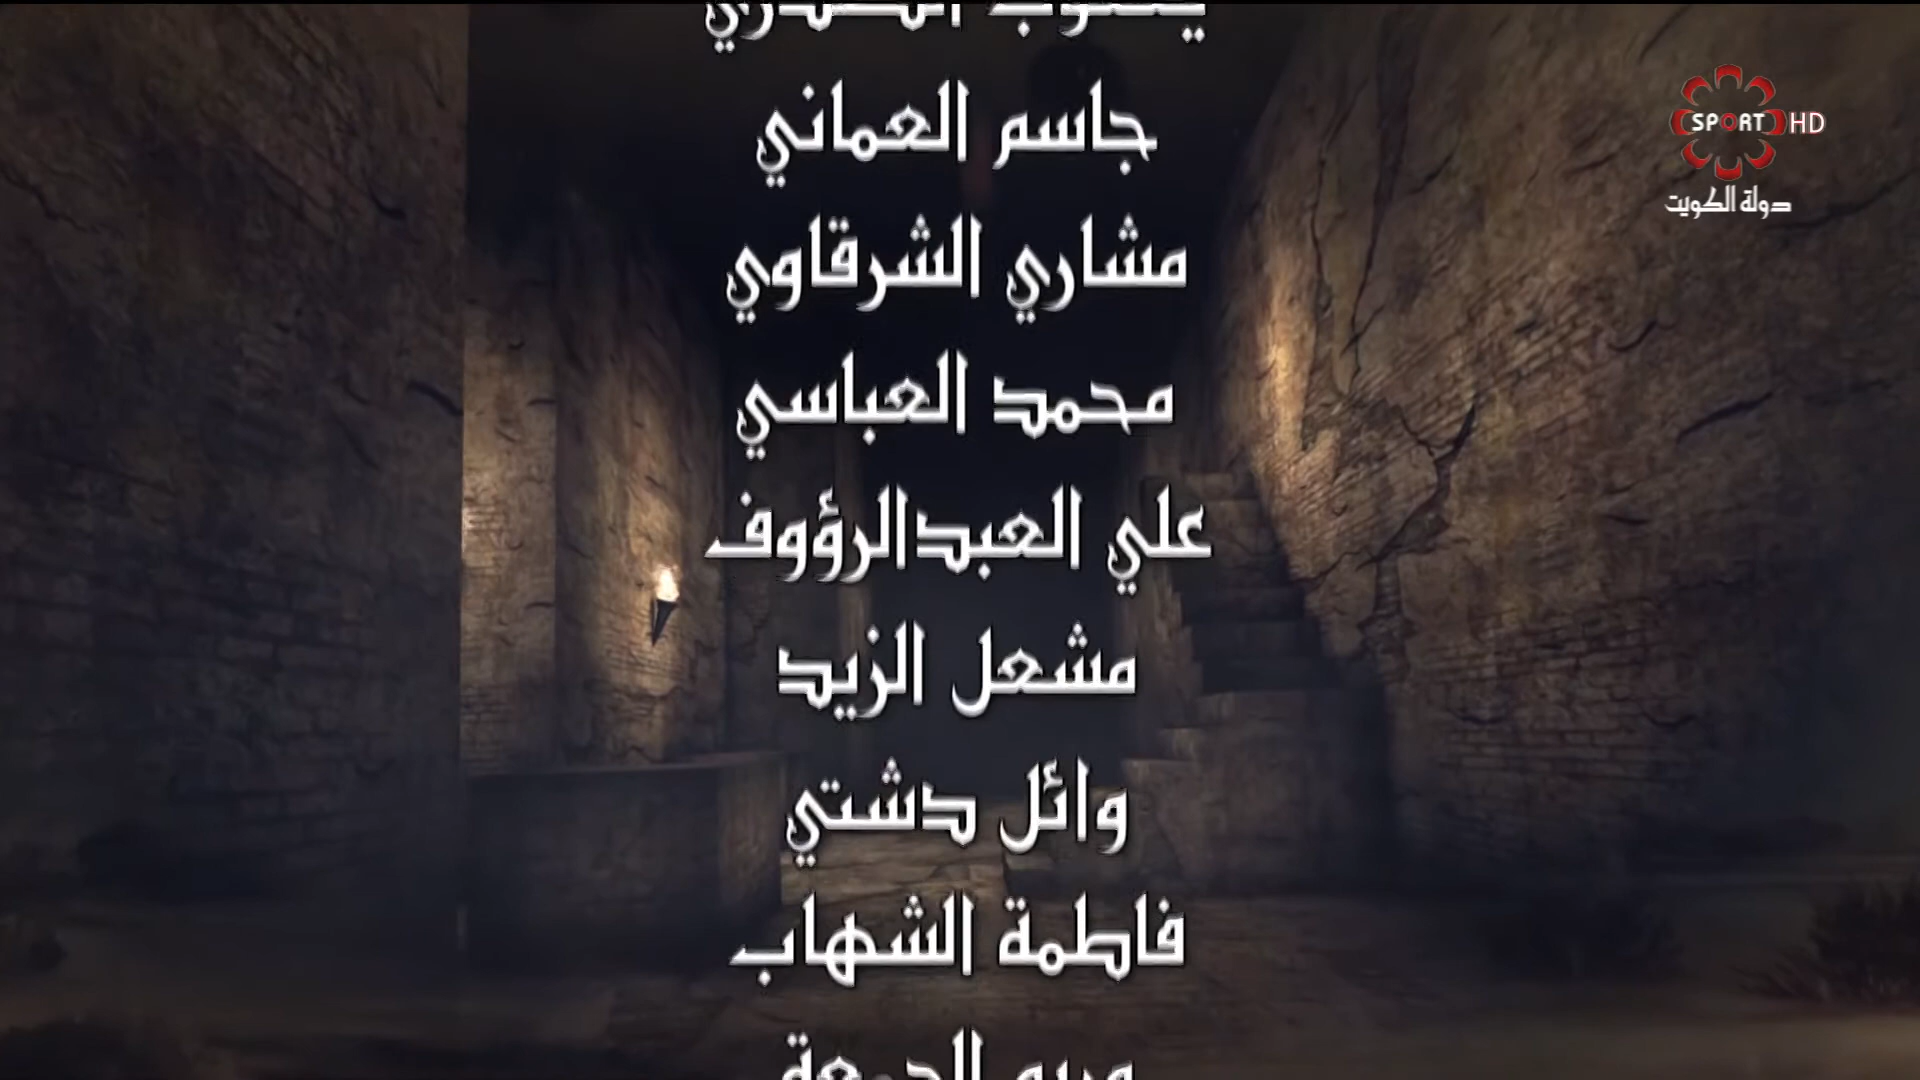 جاسم العماني
SPORT HD
دولة الكويت
مشاري الشرقاوي
محمد العباسي
علي العبدالرؤوف
مشعل الزيد
وائل دشتي
فاطمة الشهاب